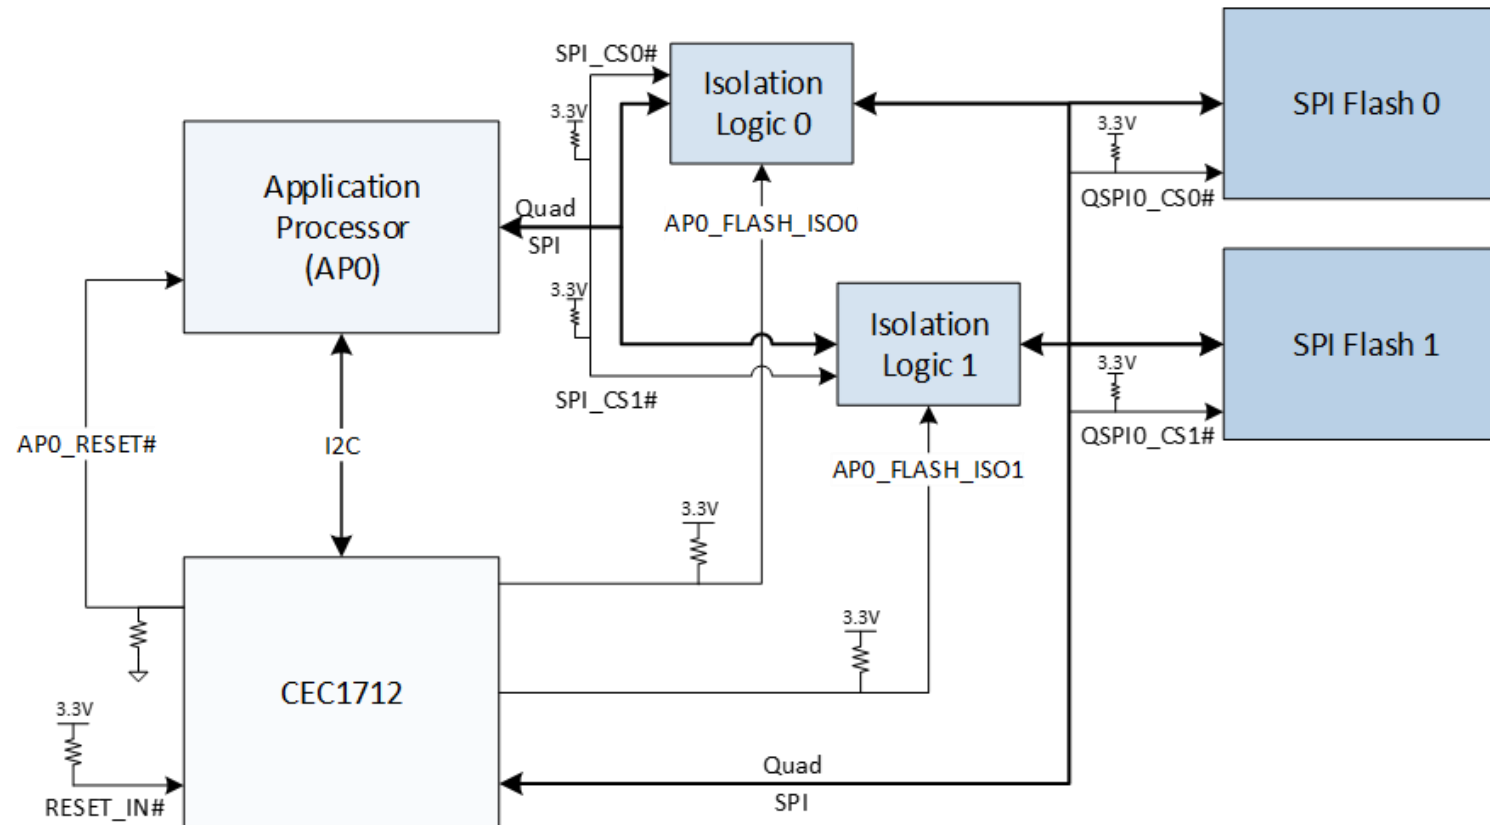 SPI_CS0#
Isolation
Logic 0
SPI Flash 0
3.3V
3.3V
QSPI0_CS0#
Application
Processor
(AP0)
Quad
SPI
AP0_FLASH_ISO0
3.3V
SPI_CS1#
Isolation
Logic 1
SPI Flash 1
3.3V
QSPI0_CS1#
AP0_RESET#
I2C
AP0_FLASH_ISO1
3.3V
3.3V
CEC1712
3.3V
RESET_IN#
Quad
SPI